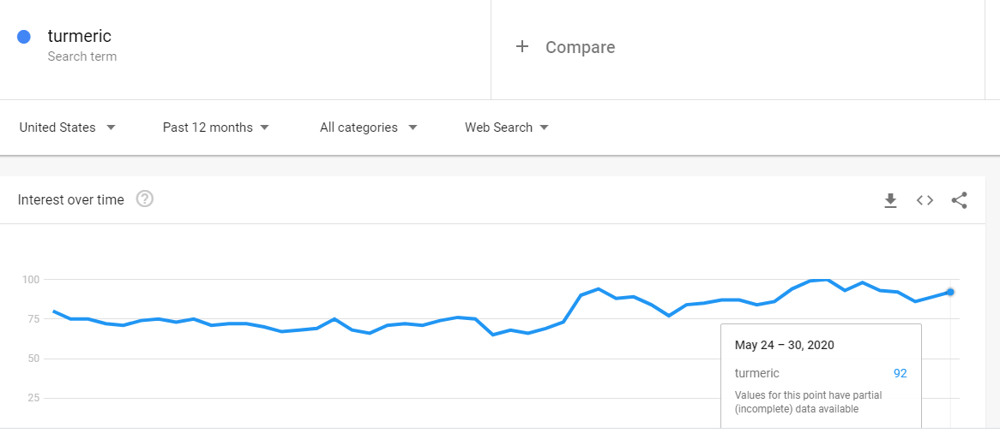 turmeric
Search term
+ Compare
United States
Past 12 months
All categories
Web Search
Interest over time ?
100
75
50
25
May 24 – 30, 2020
turmeric 92
Values for this point have partial
(incomplete) data available